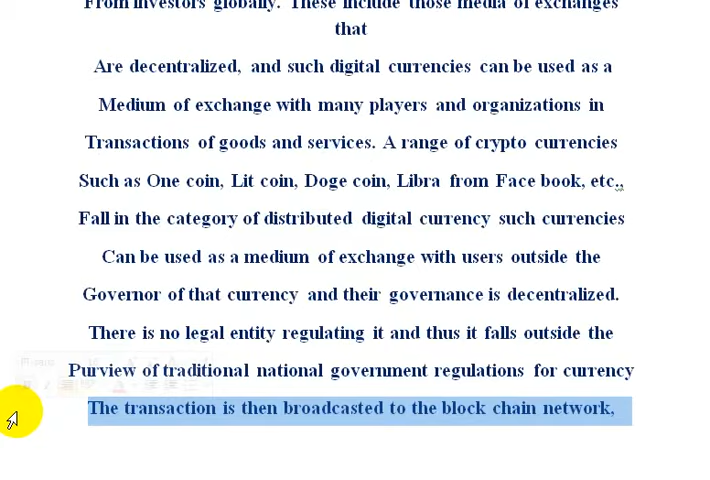 From investors globally. These include those media of exchanges
that
Are decentralized, and such digital currencies can be used as a
Medium of exchange with many players and organizations in
Transactions of goods and services. A range of crypto currencies
Such as One coin, Lit coin, Doge coin, Libra from Face book, etc.,
Fall in the category of distributed digital currency such currencies
Can be used as a medium of exchange with users outside the
Governor of that currency and their governance is decentralized.
There is no legal entity regulating it and thus it falls outside the
Purview of traditional national government regulations for currency
The transaction is then broadcasted to the block chain network,